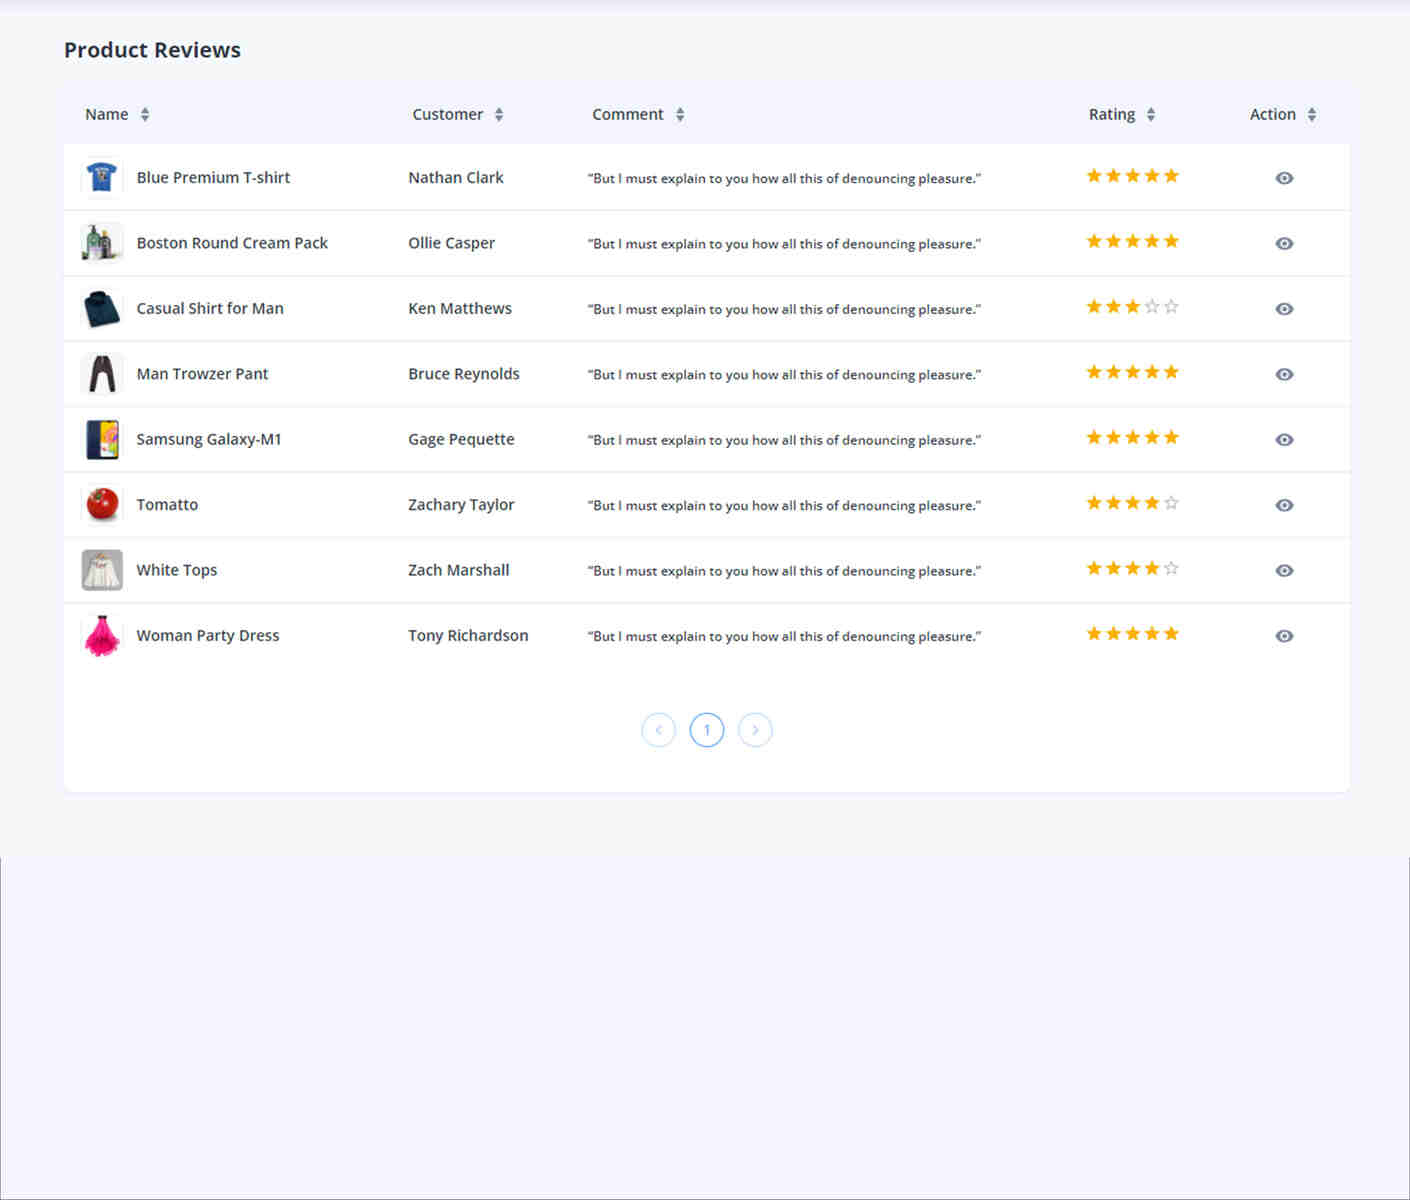 Product Reviews
Name Customer Comment Rating Action
Blue Premium T-shirt Nathan Clark “But I must explain to you how all this of denouncing pleasure.”
Boston Round Cream Pack Ollie Casper “But I must explain to you how all this of denouncing pleasure.”
Casual Shirt for Man Ken Matthews “But I must explain to you how all this of denouncing pleasure.”
Man Trowzer Pant Bruce Reynolds “But I must explain to you how all this of denouncing pleasure.”
Samsung Galaxy-M1 Gage Pequette “But I must explain to you how all this of denouncing pleasure.”
Tomatto Zachary Taylor “But I must explain to you how all this of denouncing pleasure.”
White Tops Zach Marshall “But I must explain to you how all this of denouncing pleasure.”
Woman Party Dress Tony Richardson “But I must explain to you how all this of denouncing pleasure.”
1